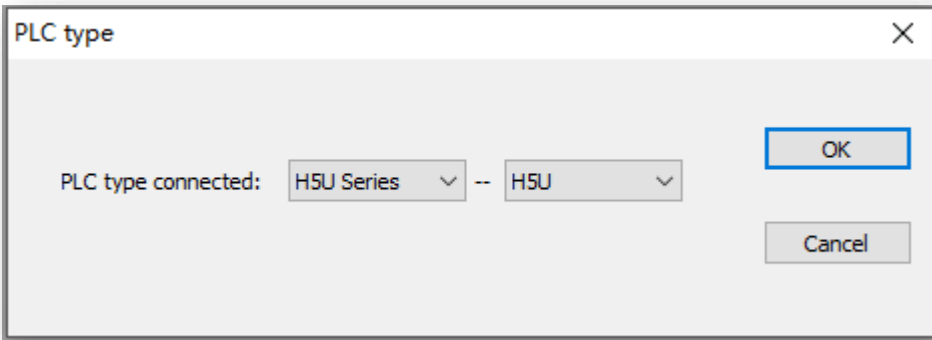 PLC type
OK
PLC type connected: H5U Series -- H5U
Cancel